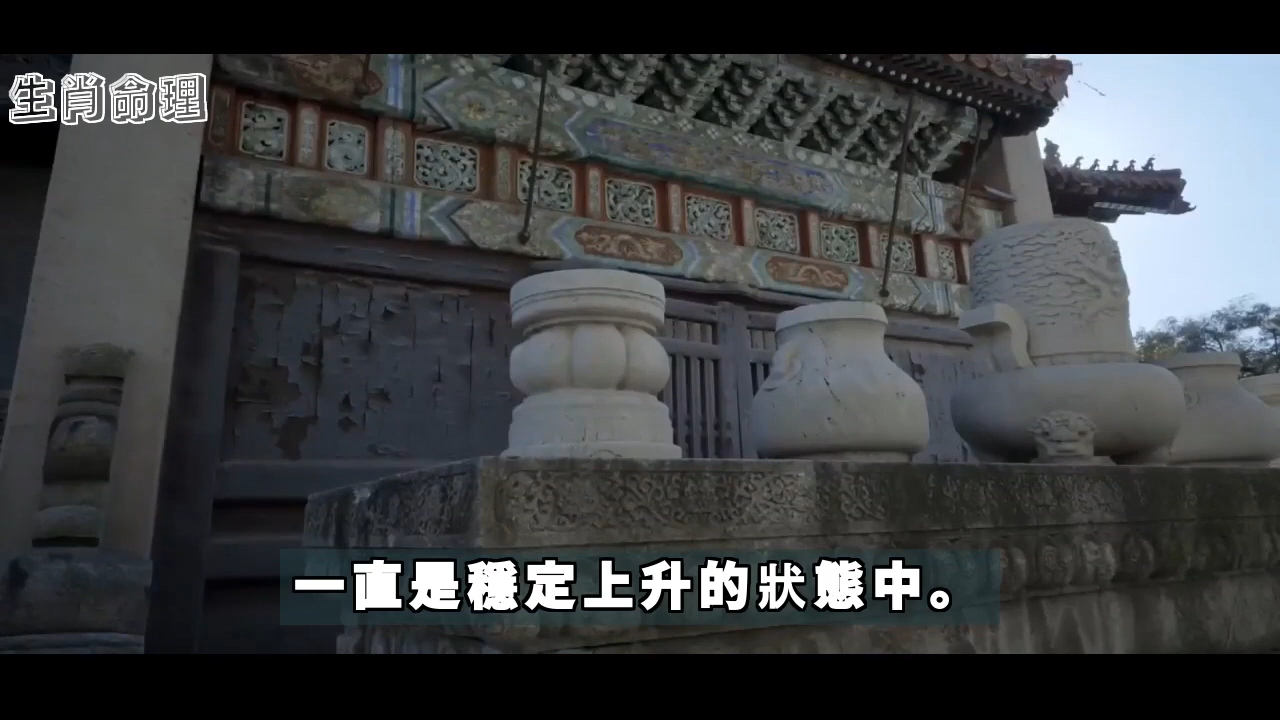 生肖命理
一直是穩定上升的狀態中。